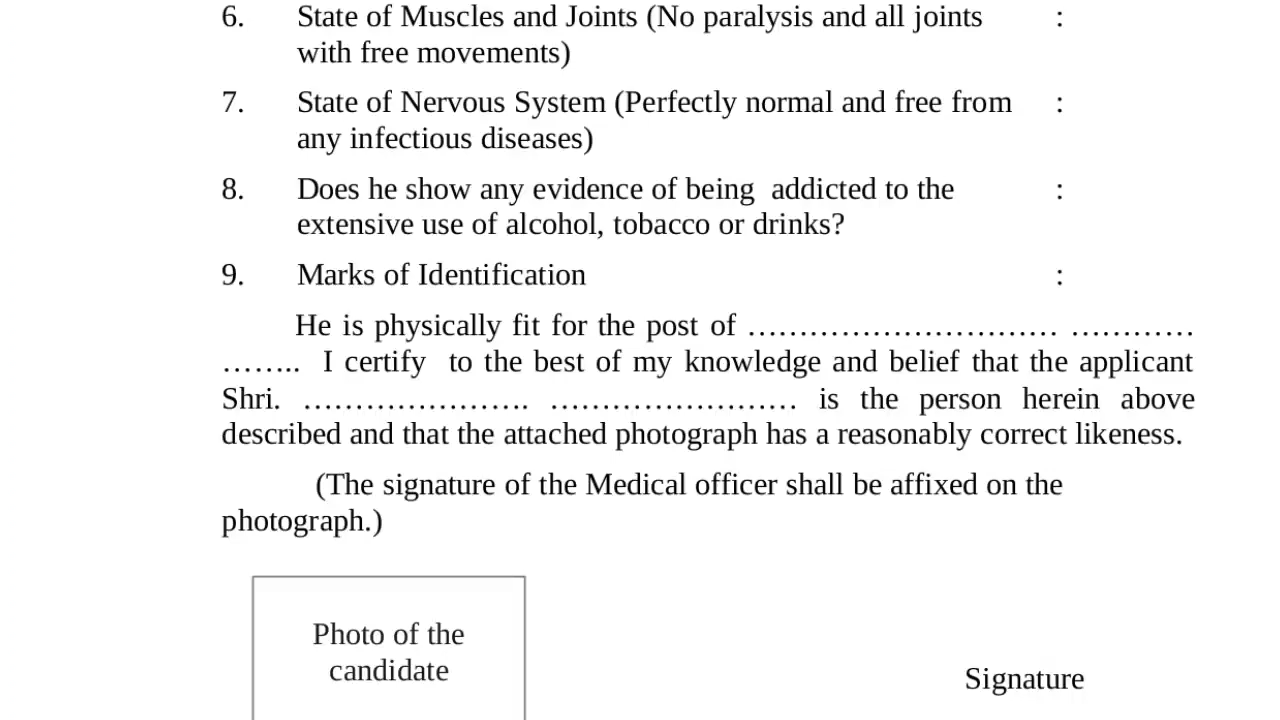 6. State of Muscles and Joints (No paralysis and all joints :
with free movements)
7. State of Nervous System (Perfectly normal and free from :
any infectious diseases)
8. Does he show any evidence of being  addicted to the :
extensive use of alcohol, tobacco or drinks?
9. Marks of Identification :
He is physically fit for the post of ………………………… …………
…….. I certify  to the best of my knowledge and belief that the applicant
Shri. …………………. …………………… is the person herein above
described and that the attached photograph has a reasonably correct likeness.
(The signature of the Medical officer shall be affixed on the
photograph.)
Photo of the
candidate
Signature